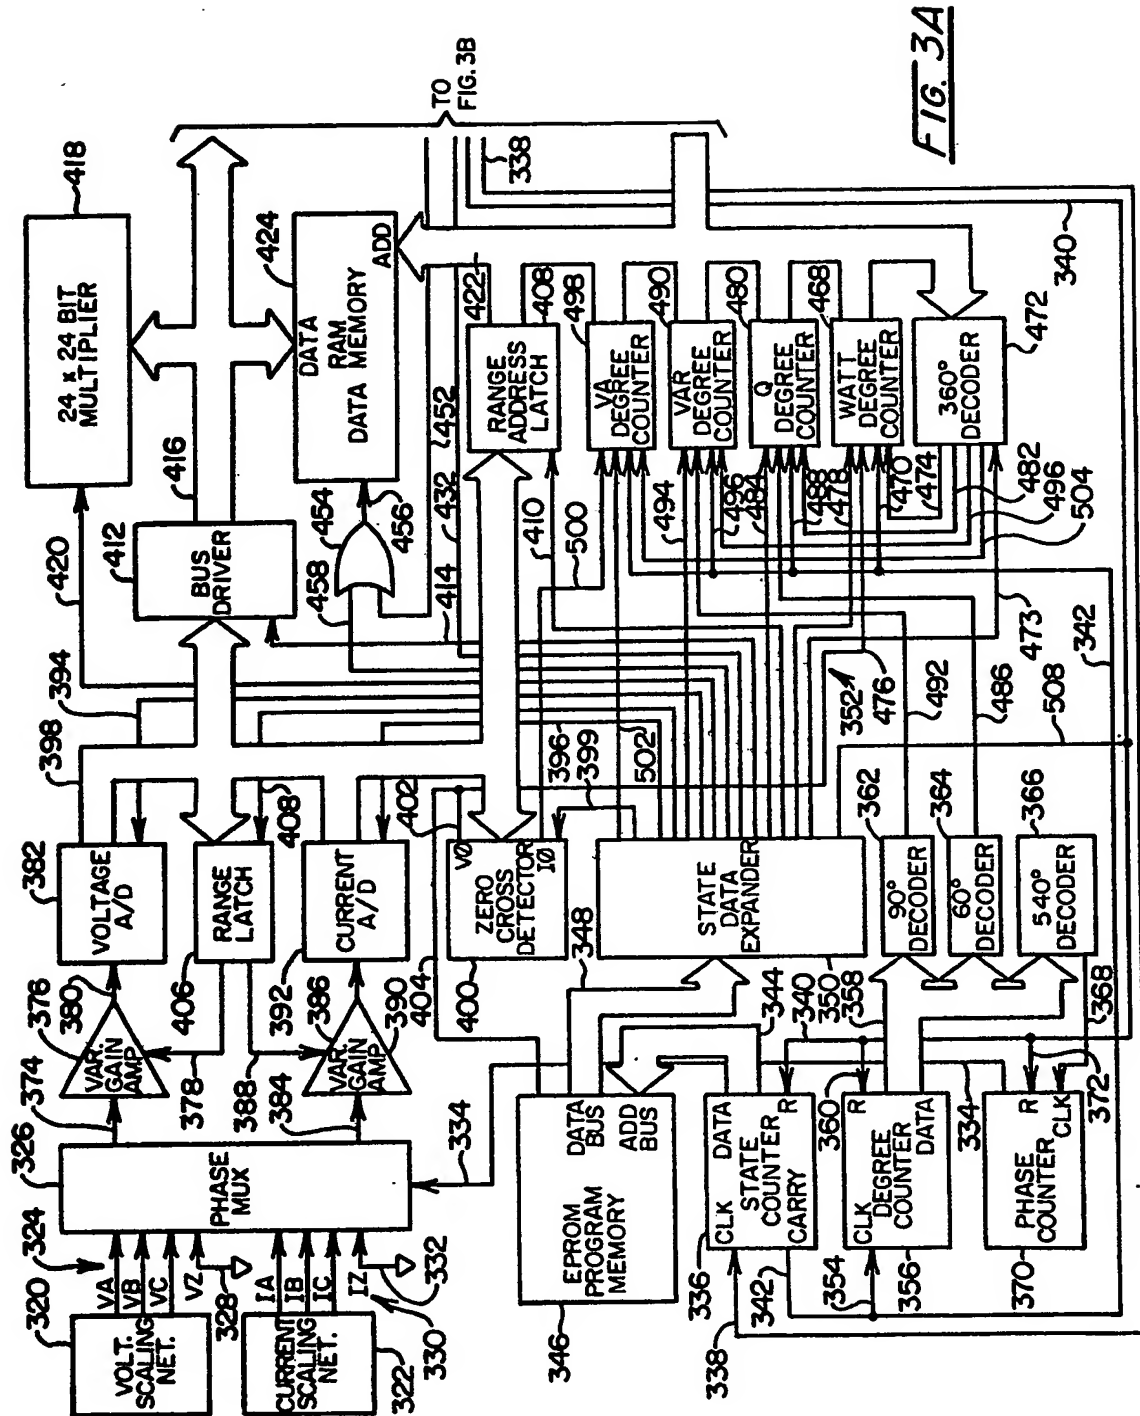 320
VOLT.
SCALING
NET.
324
VA
VB
VC
VZ
328
CURRENT
SCALING
NET.
322
IA
IB
IC
IZ
330
332
326
PHASE
MUX
334
374
VAR.
GAIN
AMP
376
378
380
VOLTAGE
A/D
382
RANGE
LATCH
406
388
384
VAR.
GAIN
AMP
386
390
CURRENT
A/D
392
408
398
394
420
412
BUS
DRIVER
416
24 x 24 BIT
MULTIPLIER
418
DATA
RAM
DATA MEMORY
ADD
424
454
456
458
414
432
452
TO
FIG. 3B
338
FIG. 3A
346
EPROM
PROGRAM
MEMORY
DATA
BUS
ADD
BUS
404
400
402
VØ
ZERO
CROSS
DETECTOR
IØ
348
396
399
502
STATE
DATA
EXPANDER
350
352
410
500
RANGE
ADDRESS
LATCH
422
408
498
VA
DEGREE
COUNTER
490
VAR
DEGREE
COUNTER
480
Q
DEGREE
COUNTER
468
WATT
DEGREE
COUNTER
360°
DECODER
472
494
496
484
488
478
470
474
482
496
504
473
476
492
486
508
342
340
336
CLK
DATA
STATE
COUNTER
R
CARRY
338
342
344
340
354
356
CLK
R
DEGREE
COUNTER
DATA
358
360
334
370
PHASE
COUNTER
R
CLK
372
368
90°
DECODER
362
60°
DECODER
364
540°
DECODER
366